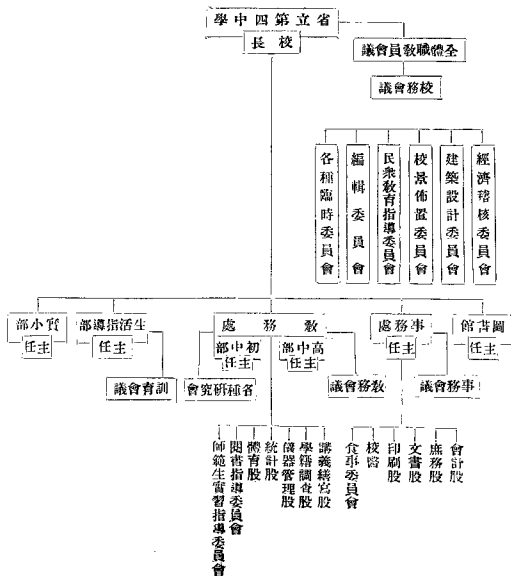 省立第四中學
校長
全體職教員會議
校務會議
經濟稽核委員會
建築設計委員會
校景佈置委員會
民衆教育指導委員會
編輯委員會
各種臨時委員會
圖書館
主任
事務處
主任
教務處
高中部
主任
初中部
主任
生活指導部
主任
實小部
主任
事務會議
教務會議
各種研究會
訓育會議
會計股
庶務股
文書股
印刷股
校醫
食事委員會
講義繕寫股
學籍調查股
儀器管理股
統計股
體育股
閱書指導委員會
師範生實習指導委員會